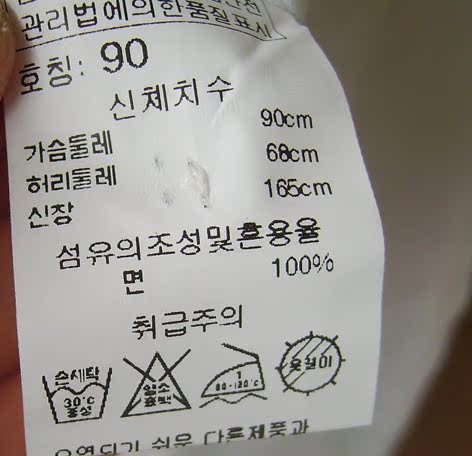 관리법에의한품질표시
호칭: 90
신체치수
가슴둘레 90cm
허리둘레 68cm
신장 165cm
섬유의조성및혼용율
면 100%
취급주의
손세탁
30°C
중성
염소
표백
1
80-120°C
옷걸이
오염되기 쉬운 다른제품과